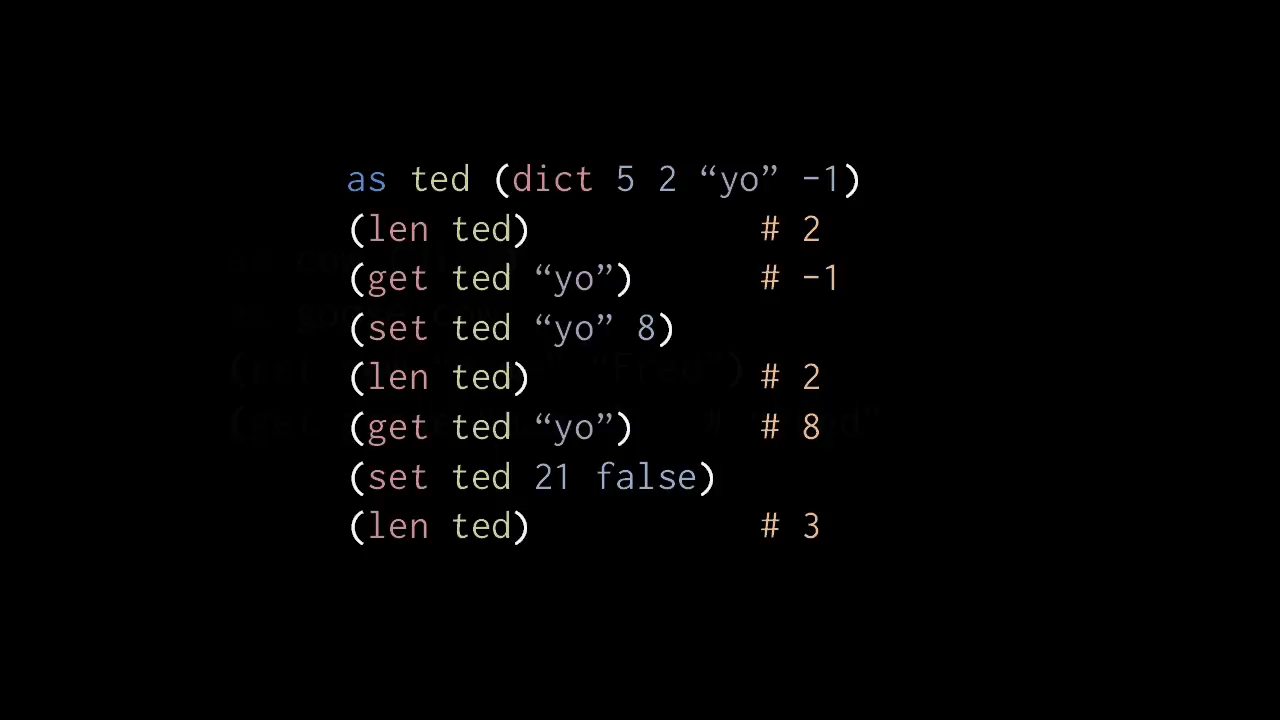 as ted (dict 5 2 “yo” -1)
(len ted) # 2
(get ted “yo”) # -1
(set ted “yo” 8)
(len ted) # 2
(get ted “yo”) # 8
(set ted 21 false)
(len ted) # 3